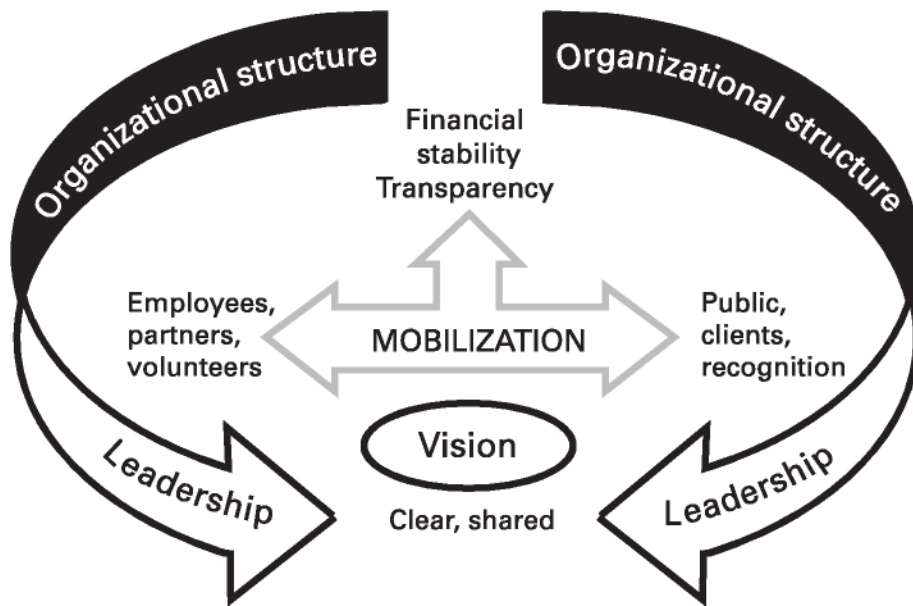 Organizational structure
Organizational structure
Financial
stability
Transparency
Employees,
partners,
volunteers
MOBILIZATION
Public,
clients,
recognition
Vision
Clear, shared
Leadership
Leadership